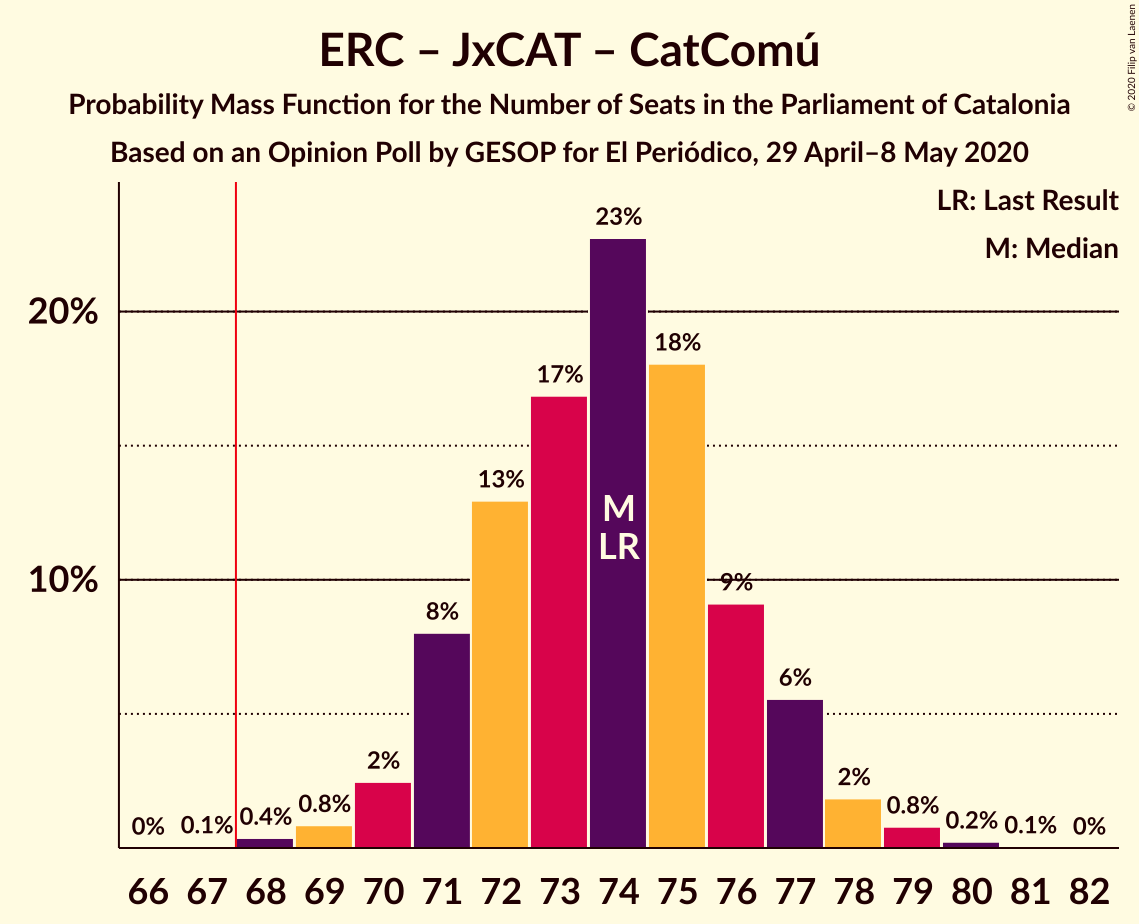 ERC – JxCAT – CatComú
Probability Mass Function for the Number of Seats in the Parliament of Catalonia
Based on an Opinion Poll by GESOP for El Periódico, 29 April–8 May 2020
© 2020 Filip van Laenen
LR: Last Result
M: Median
20%
10%
0%
0.1%
0.4%
0.8%
2%
8%
13%
17%
23%
18%
9%
6%
2%
0.8%
0.2%
0.1%
0%
M
LR
66 67 68 69 70 71 72 73 74 75 76 77 78 79 80 81 82